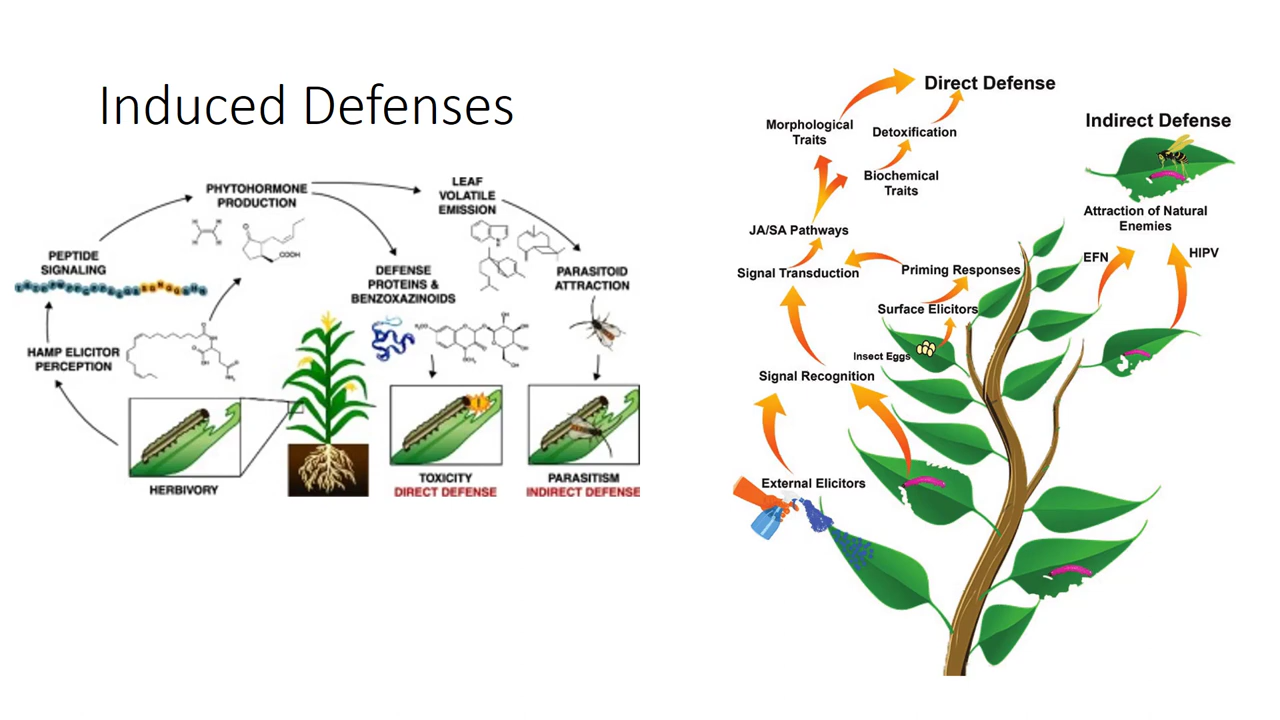 Induced Defenses
PHYTOHORMONE
PRODUCTION
LEAF
VOLATILE
EMISSION
PEPTIDE
SIGNALING
DEFENSE
PROTEINS &
BENZOXAZINOIDS
PARASITOID
ATTRACTION
COOH
HAMP ELICITOR
PERCEPTION
HERBIVORY
TOXICITY
DIRECT DEFENSE
PARASITISM
INDIRECT DEFENSE
Direct Defense
Morphological
Traits
Detoxification
Biochemical
Traits
JA/SA Pathways
Signal Transduction
Priming Responses
Surface Elicitors
Insect Eggs
Signal Recognition
External Elicitors
Indirect Defense
Attraction of Natural
Enemies
EFN
HIPV